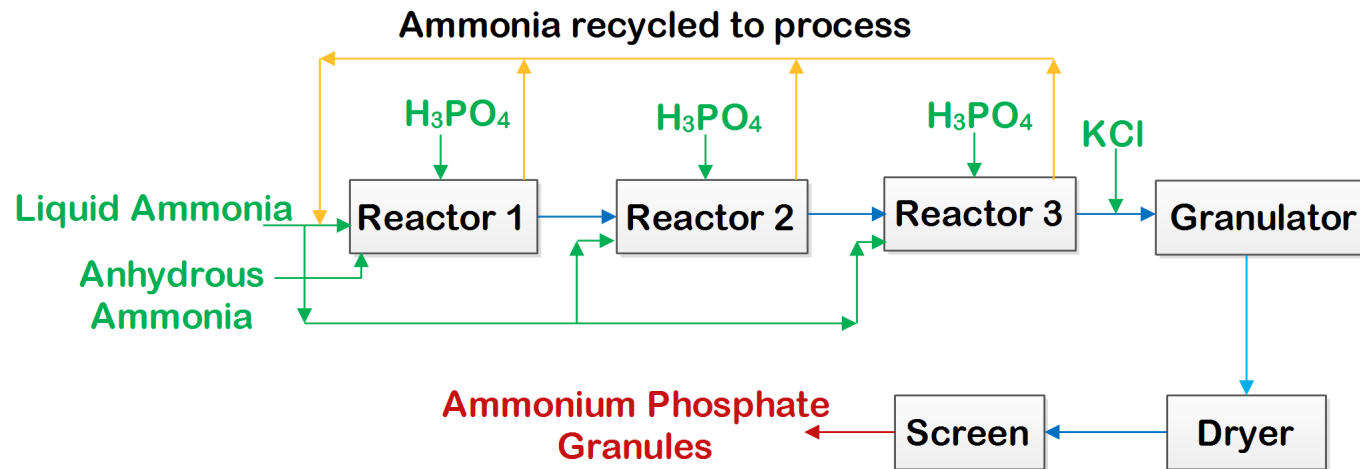 Ammonia recycled to process
H₃PO₄
H₃PO₄
H₃PO₄
KCl
Liquid Ammonia
Reactor 1
Reactor 2
Reactor 3
Granulator
Anhydrous
Ammonia
Ammonium Phosphate
Granules
Screen
Dryer